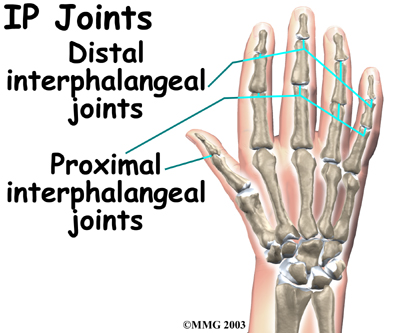 IP Joints
Distal
interphalangeal
joints
Proximal
interphalangeal
joints
©MMG 2003